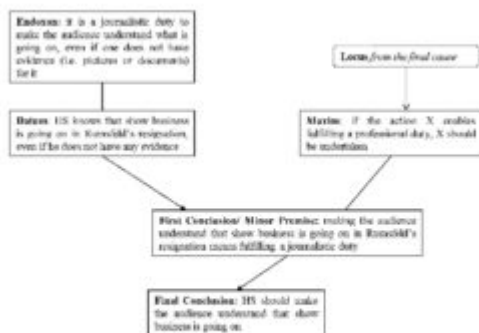 Endoxon: it is a journalistic duty to
make the audience understand what is
going on, even if one does not have
evidence (i.e. pictures or documents)
for it
Locus from the final cause
Datum: HS knows that show business
is going on in Rumsfeld's resignation,
even if he does not have any evidence
Maxim: if the action X enables
fulfilling a professional duty, X should
be undertaken
First Conclusion/ Minor Premise: making the audience
understand that show business is going on in Rumsfeld's
resignation means fulfilling a journalistic duty
Final Conclusion: HS should make
the audience understand that show
business is going on